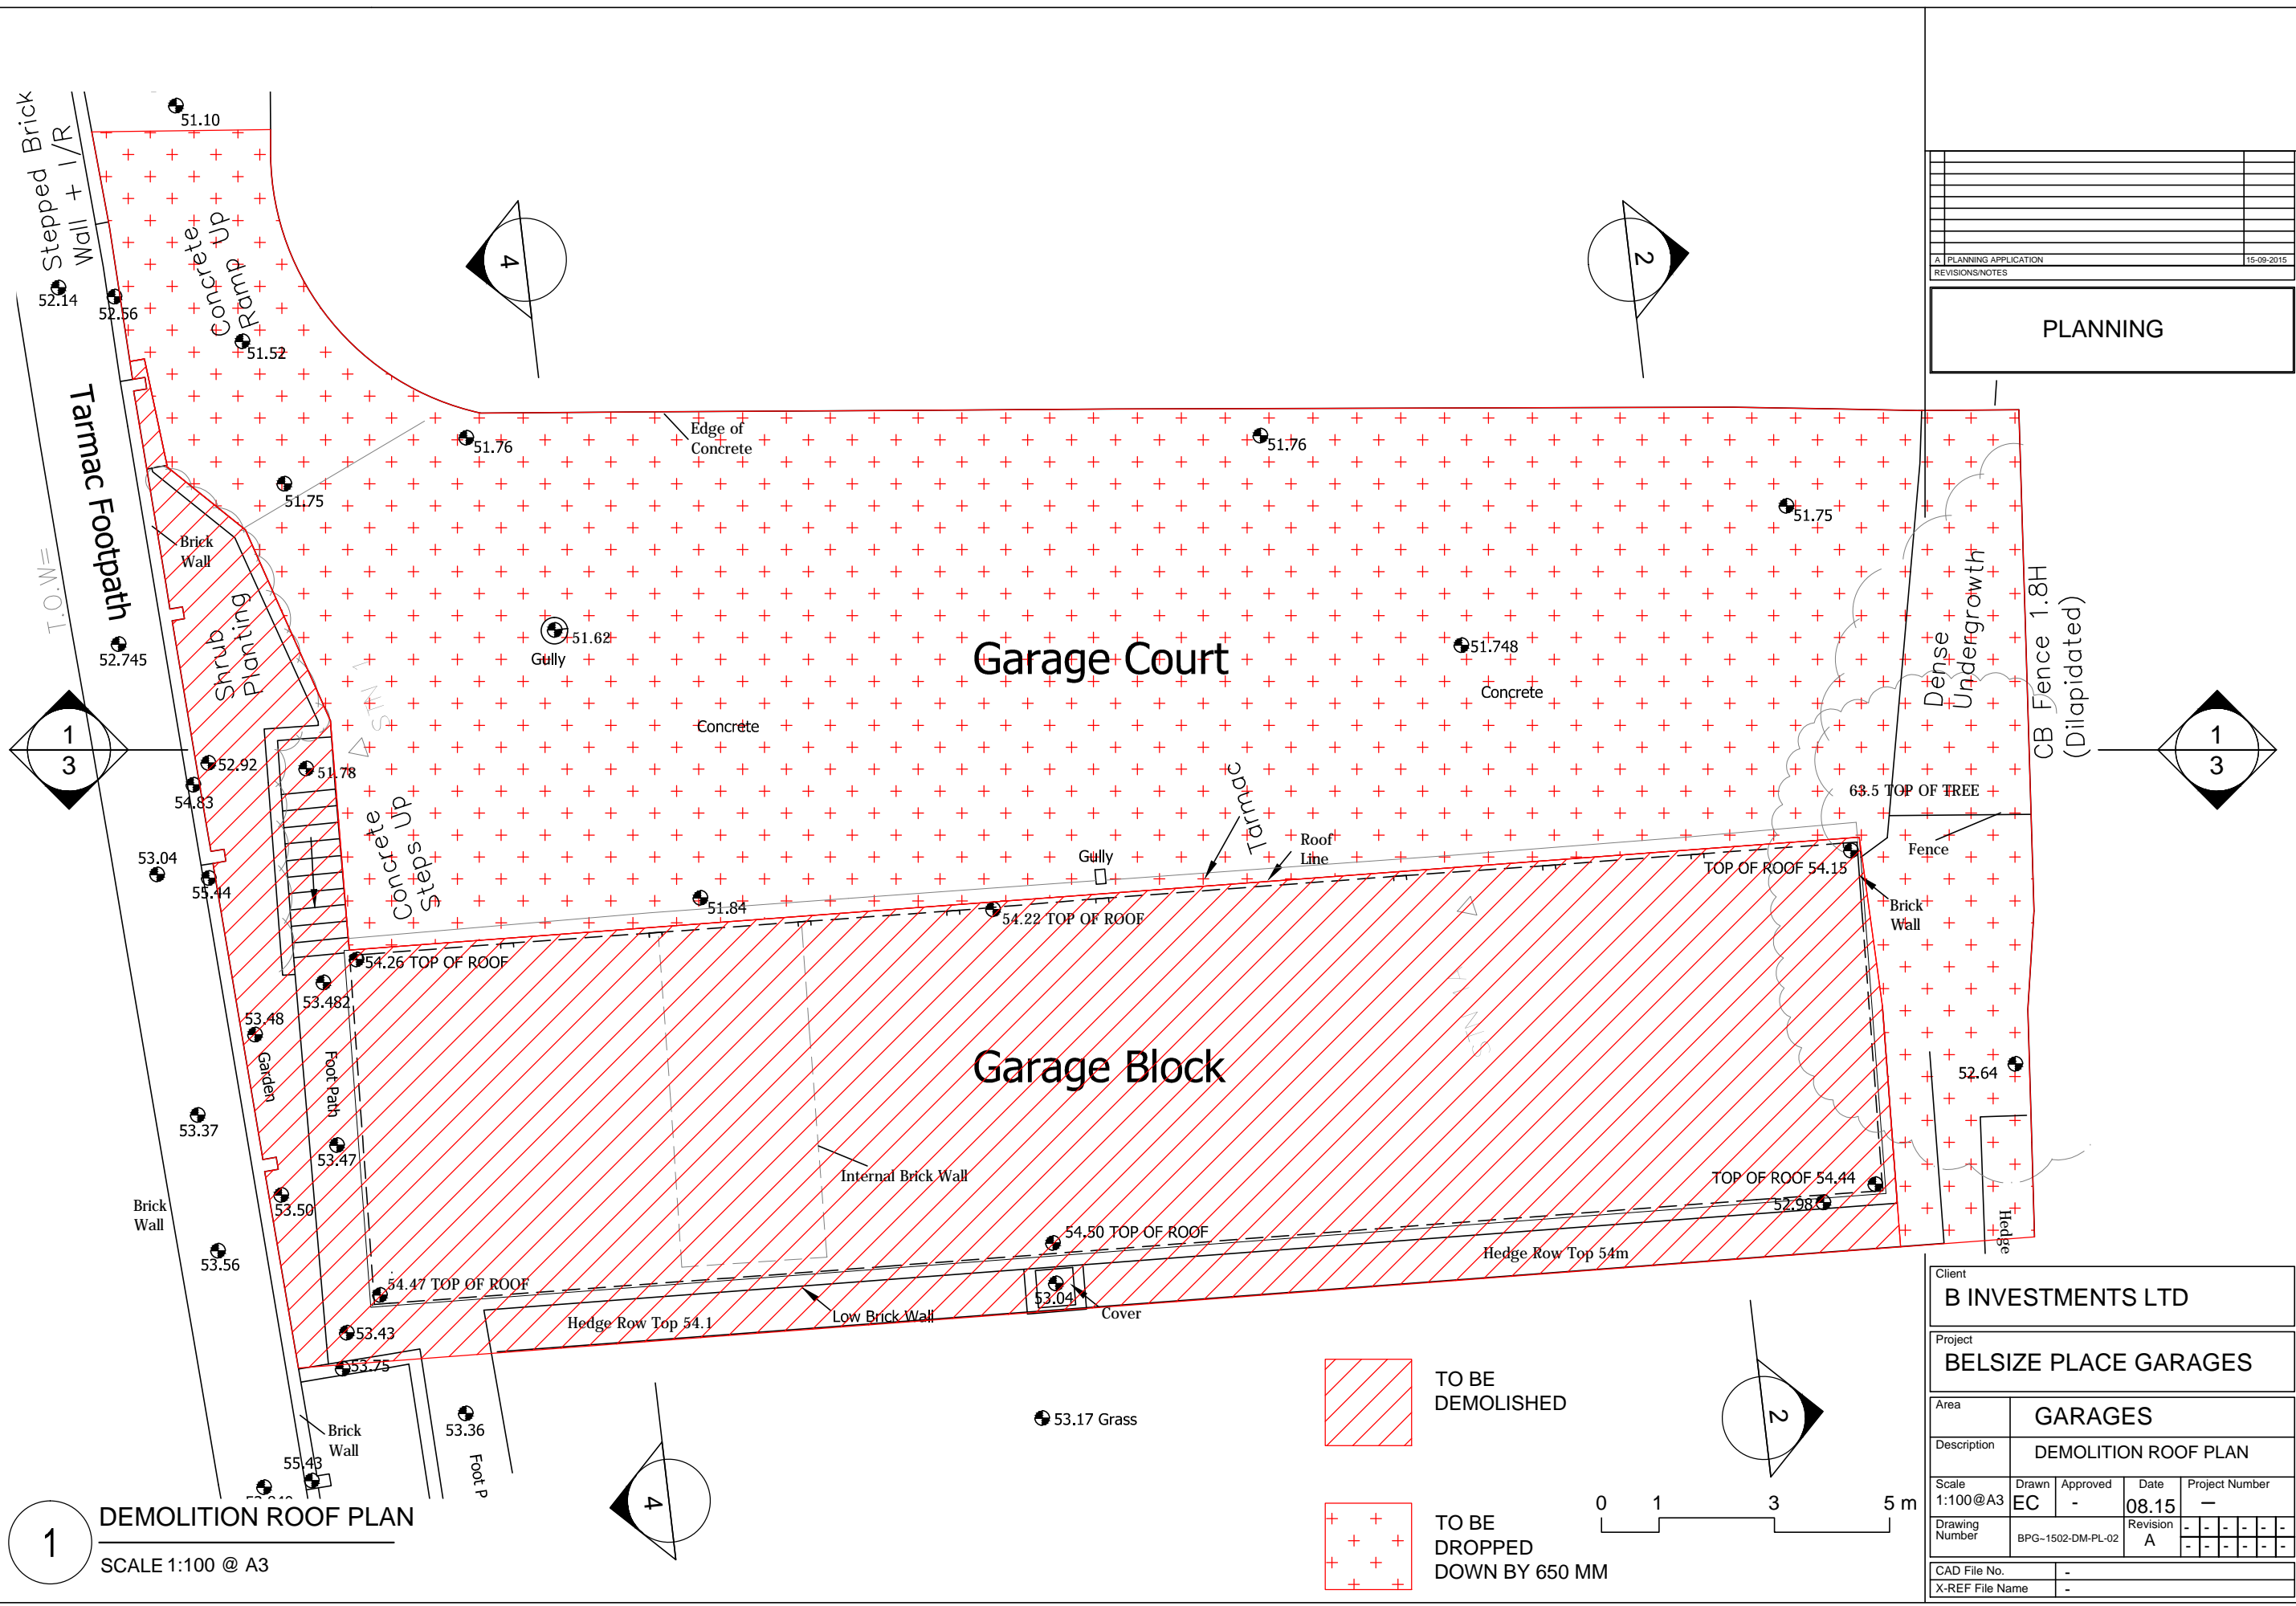 51.10
Stepped Brick
Wall + I/R
52.14
52.56
Concrete
Ramp Up
51.52
4
2
A PLANNING APPLICATION 15-09-2015
REVISIONS/NOTES
PLANNING
Tarmac Footpath
T.O.W=
51.76
Edge of
Concrete
51.76
51.75
51.75
Brick
Wall
Shrub
Planting
52.745
51.62
Gully
Garage Court
51.748
Concrete
Concrete
Dense
Undergrowth
CB Fence 1.8H
(Dilapidated)
1
3
1
3
52.92
54.83
51.78
63.5 TOP OF TREE
Concrete
Steps Up
Tarmac
Roof
Line
Gully
Fence
53.04
55.44
TOP OF ROOF 54.15
Brick
Wall
51.84
54.22 TOP OF ROOF
54.26 TOP OF ROOF
53.482
53.48
Garden
Foot Path
Garage Block
52.64
53.37
53.47
Internal Brick Wall
TOP OF ROOF 54.44
52.98
53.50
Brick
Wall
53.56
54.50 TOP OF ROOF
Hedge Row Top 54m
Hedge
54.47 TOP OF ROOF
53.04
Cover
Low Brick Wall
Hedge Row Top 54.1
53.43
53.75
53.36
Foot P
53.17 Grass
Brick
Wall
55.43
4
2
TO BE
DEMOLISHED
TO BE
DROPPED
DOWN BY 650 MM
0 1 3 5 m
1
DEMOLITION ROOF PLAN
SCALE 1:100 @ A3
Client
B INVESTMENTS LTD
Project
BELSIZE PLACE GARAGES
Area
GARAGES
Description
DEMOLITION ROOF PLAN
Scale Drawn Approved Date Project Number
1:100@A3 EC - 08.15 —
Drawing
Number
BPG~1502-DM-PL-02
Revision
A
- - - - - -
- - - - - -
CAD File No. -
X-REF File Name -